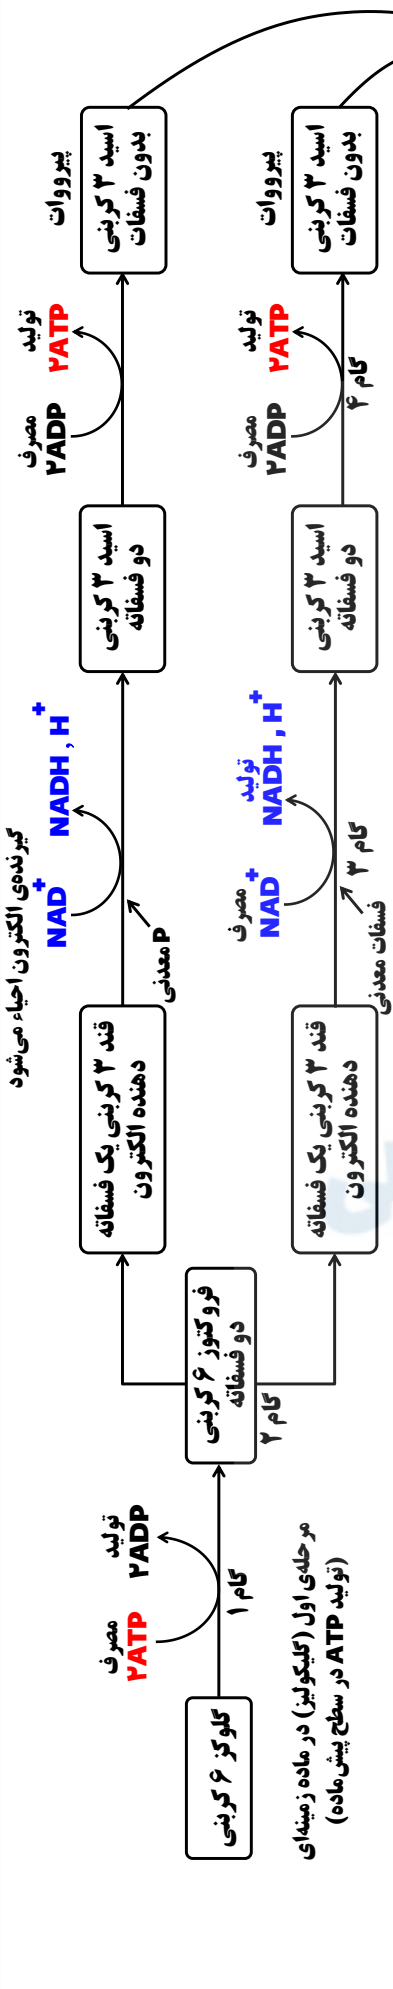 گلوکز ۶ کربنی
مصرف
۲ATP
تولید
۲ADP
گام ۱
فروکتوز ۶ کربنی
دو فسفاته
گام ۲
قند ۳ کربنی یک فسفاته
دهنده الکترون
گیرنده‌ی الکترون احیاء می‌شود
NAD+
NADH , H+
P معدنی
اسید ۳ کربنی
دو فسفاته
مصرف
۲ADP
تولید
۲ATP
اسید ۳ کربنی
بدون فسفات
پیرووات
قند ۳ کربنی یک فسفاته
دهنده الکترون
مصرف
NAD+
تولید
NADH , H+
گام ۳
فسفات معدنی
اسید ۳ کربنی
دو فسفاته
مصرف
۲ADP
تولید
۲ATP
گام ۴
اسید ۳ کربنی
بدون فسفات
پیرووات
مرحله‌ی اول (گلیکولیز) در ماده زمینه‌ای
(تولید ATP در سطح پیش‌ماده)